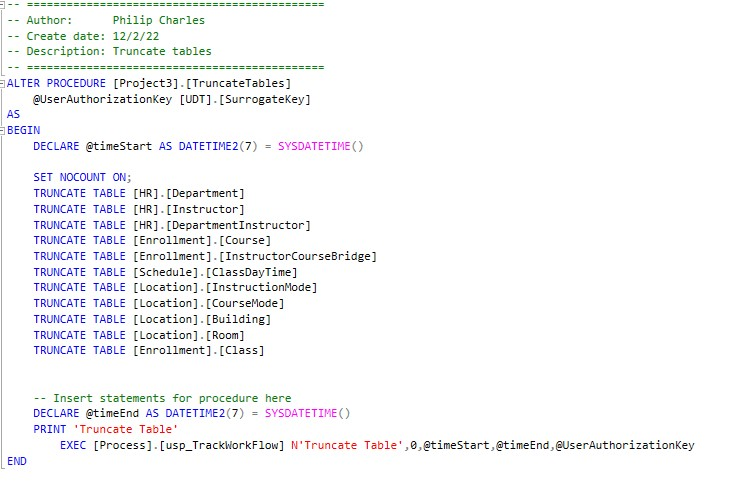 -- =============================================
-- Author:      Philip Charles
-- Create date: 12/2/22
-- Description: Truncate tables
-- =============================================
ALTER PROCEDURE [Project3].[TruncateTables]
    @UserAuthorizationKey [UDT].[SurrogateKey]
AS
BEGIN
    DECLARE @timeStart AS DATETIME2(7) = SYSDATETIME()

    SET NOCOUNT ON;
    TRUNCATE TABLE [HR].[Department]
    TRUNCATE TABLE [HR].[Instructor]
    TRUNCATE TABLE [HR].[DepartmentInstructor]
    TRUNCATE TABLE [Enrollment].[Course]
    TRUNCATE TABLE [Enrollment].[InstructorCourseBridge]
    TRUNCATE TABLE [Schedule].[ClassDayTime]
    TRUNCATE TABLE [Location].[InstructionMode]
    TRUNCATE TABLE [Location].[CourseMode]
    TRUNCATE TABLE [Location].[Building]
    TRUNCATE TABLE [Location].[Room]
    TRUNCATE TABLE [Enrollment].[Class]

    -- Insert statements for procedure here
    DECLARE @timeEnd AS DATETIME2(7) = SYSDATETIME()
    PRINT 'Truncate Table'
        EXEC [Process].[usp_TrackWorkFlow] N'Truncate Table',0,@timeStart,@timeEnd,@UserAuthorizationKey
END